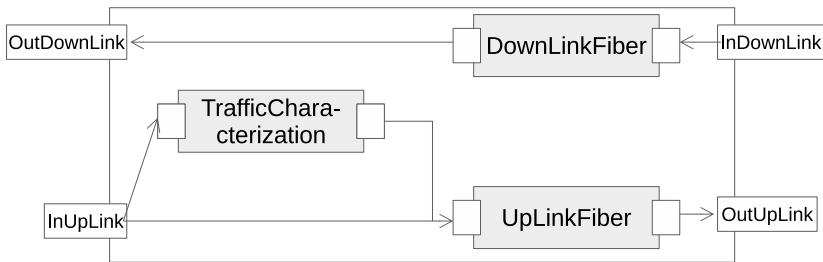 OutDownLink
DownLinkFiber
InDownLink
TrafficChara-
cterization
InUpLink
UpLinkFiber
OutUpLink